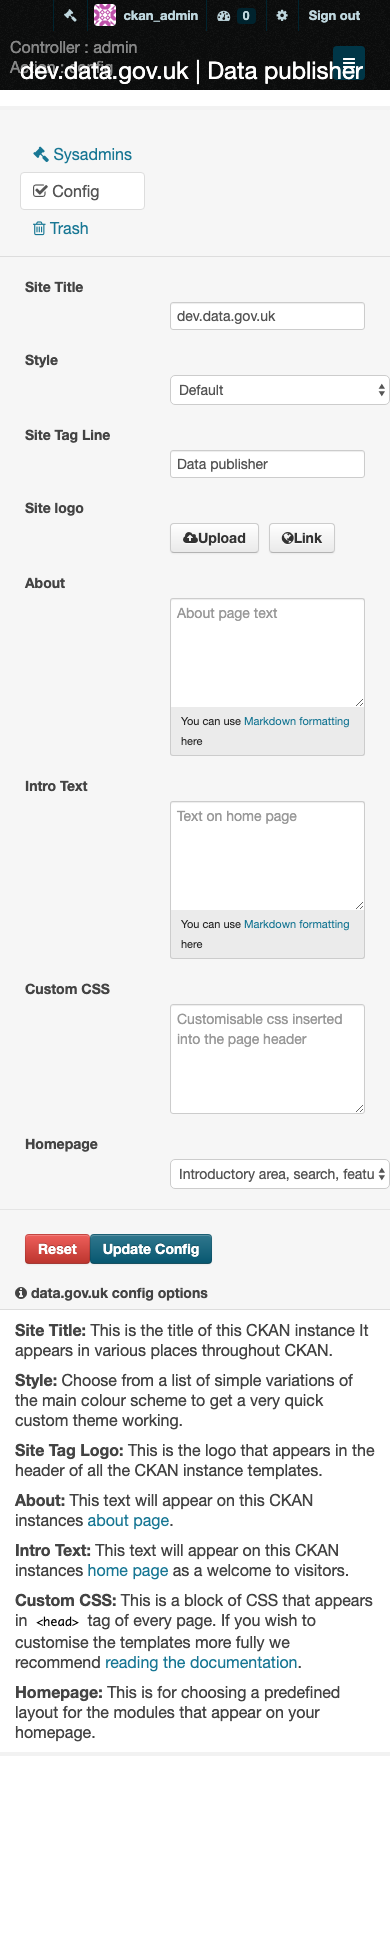 ckan_admin 0 Sign out
Controller : admin
Action : config
dev.data.gov.uk | Data publisher
Sysadmins
Config
Trash
Site Title
dev.data.gov.uk
Style
Default
Site Tag Line
Data publisher
Site logo
Upload Link
About
About page text
You can use Markdown formatting
here
Intro Text
Text on home page
You can use Markdown formatting
here
Custom CSS
Customisable css inserted
into the page header
Homepage
Introductory area, search, featu
Reset Update Config
data.gov.uk config options
Site Title: This is the title of this CKAN instance It
appears in various places throughout CKAN.
Style: Choose from a list of simple variations of
the main colour scheme to get a very quick
custom theme working.
Site Tag Logo: This is the logo that appears in the
header of all the CKAN instance templates.
About: This text will appear on this CKAN
instances about page.
Intro Text: This text will appear on this CKAN
instances home page as a welcome to visitors.
Custom CSS: This is a block of CSS that appears
in <head> tag of every page. If you wish to
customise the templates more fully we
recommend reading the documentation.
Homepage: This is for choosing a predefined
layout for the modules that appear on your
homepage.